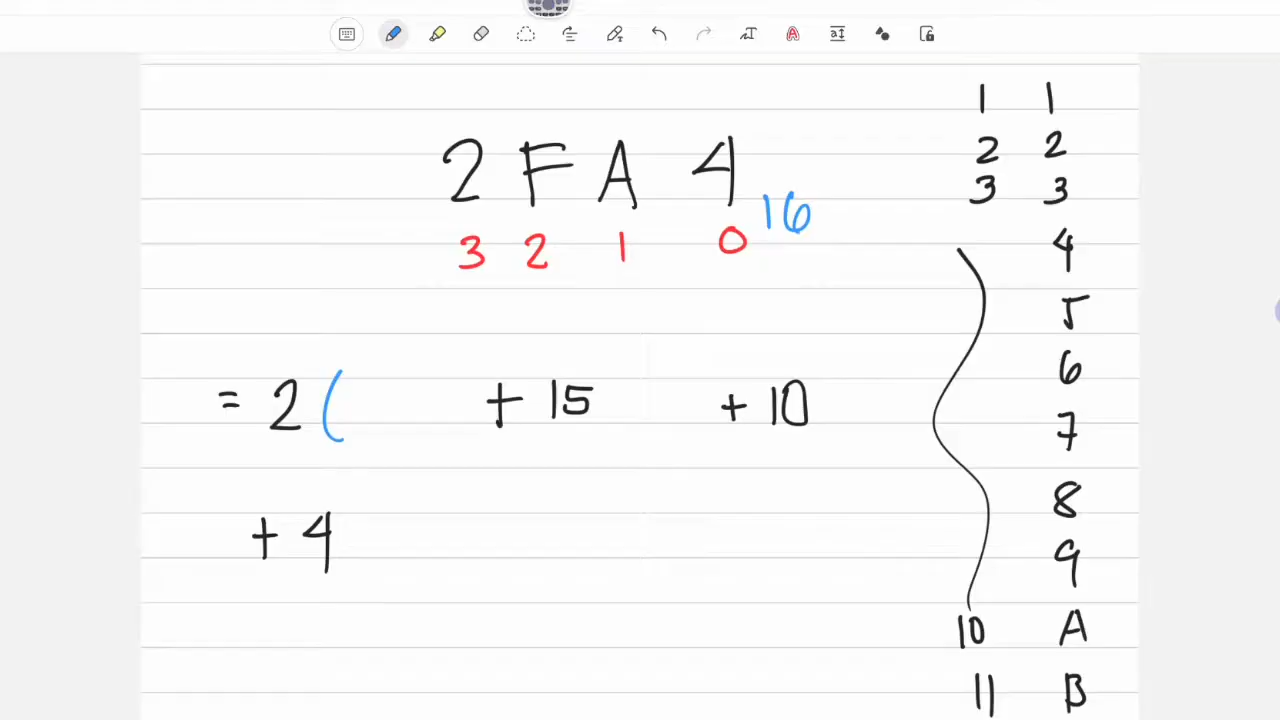 2 F A 4 16
3 2 1 0
= 2 ( + 15 + 10
+ 4
1 1
2 2
3 3
4
5
6
7
8
9
10 A
11 B